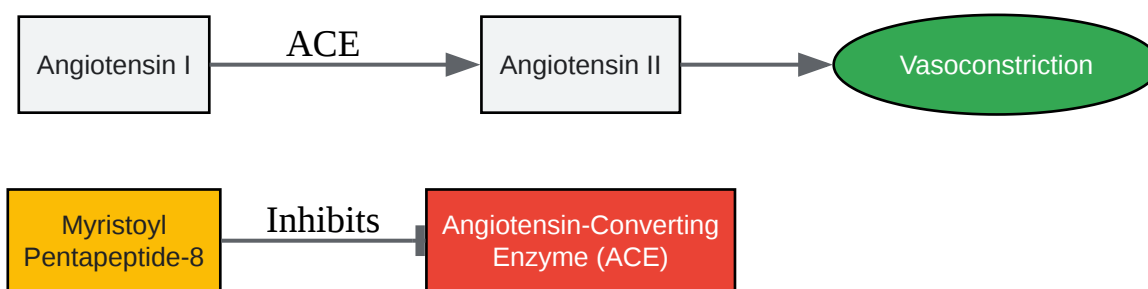 Angiotensin I
ACE
Angiotensin II
Vasoconstriction
Myristoyl
Pentapeptide-8
Inhibits
Angiotensin-Converting
Enzyme (ACE)